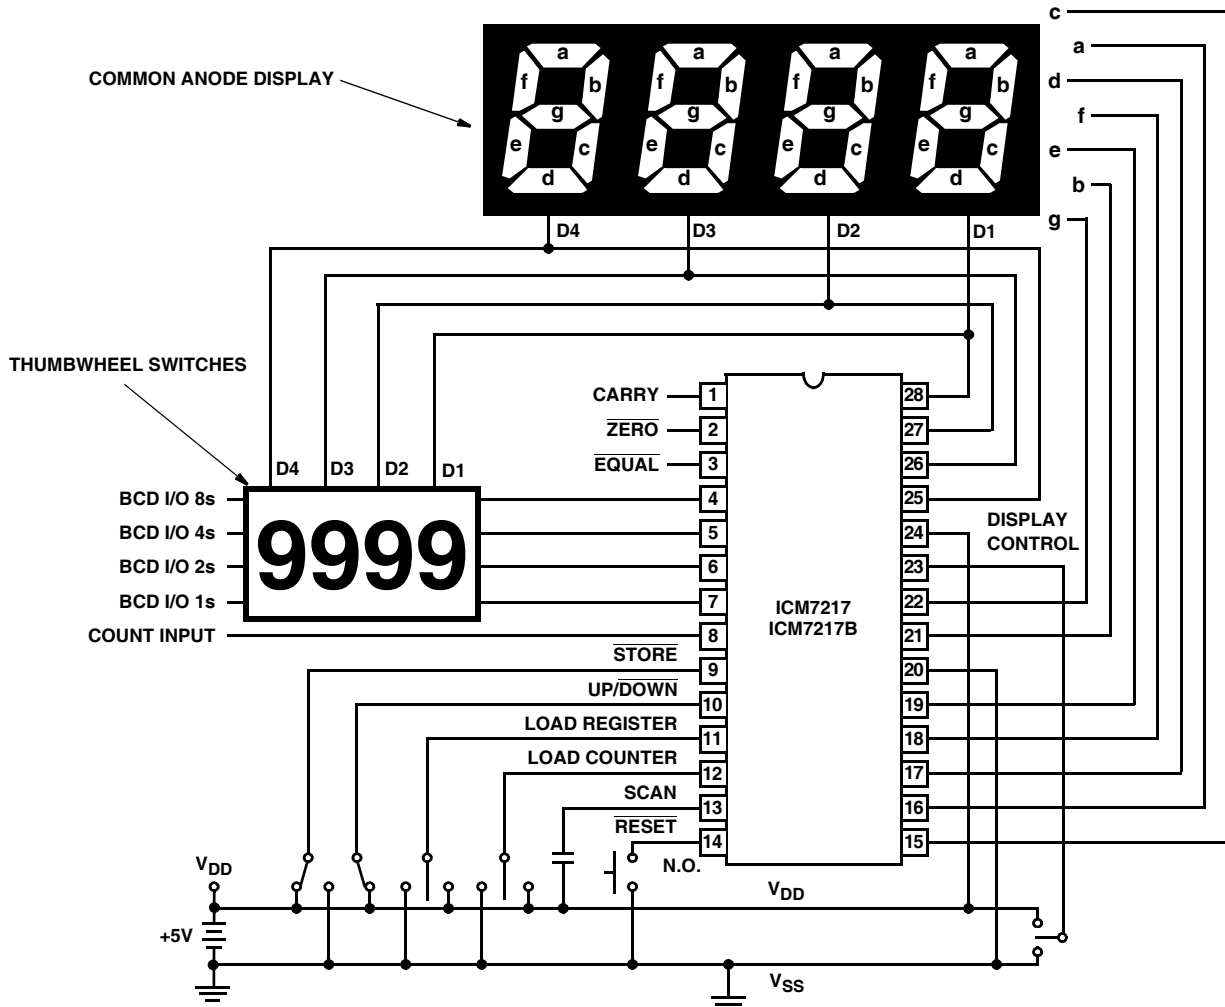 c
a
a a a a
COMMON ANODE DISPLAY
f b f b f b f b
d
g g g g
f
e c e c e c e c
e
d d d d
b
g
D4 D3 D2 D1
THUMBWHEEL SWITCHES
CARRY 1 28
ZERO 2 27
EQUAL 3 26
D4 D3 D2 D1
BCD I/O 8s 4 25
BCD I/O 4s 5 24
DISPLAY
CONTROL
9999
BCD I/O 2s 6 23
BCD I/O 1s 7 22
ICM7217
ICM7217B
COUNT INPUT 8 21
STORE 9 20
UP/DOWN 10 19
LOAD REGISTER 11 18
LOAD COUNTER 12 17
SCAN 13 16
RESET 14 15
N.O.
VDD
VDD
+5V
VSS